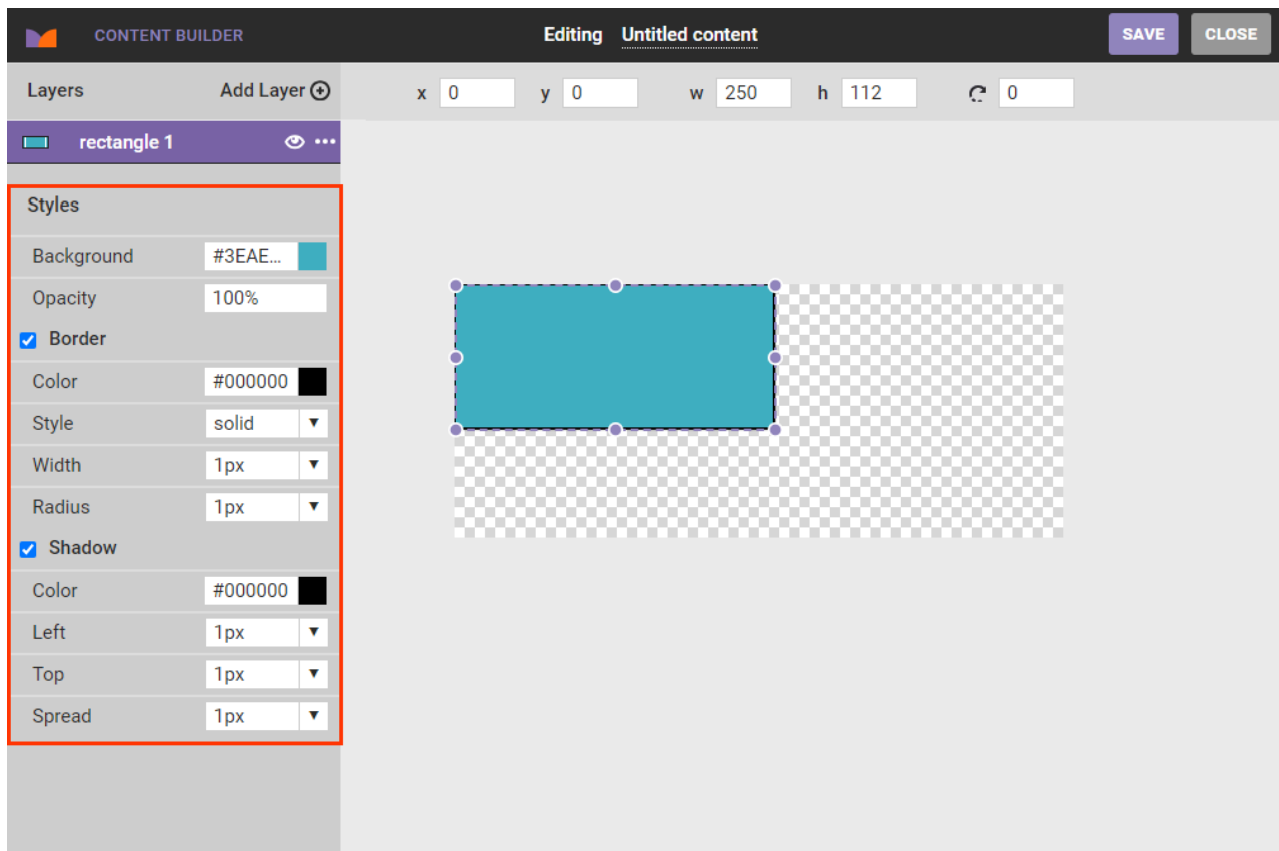 CONTENT BUILDER Editing Untitled content SAVE CLOSE
Layers Add Layer x 0 y 0 w 250 h 112 0
rectangle 1
Styles
Background #3EAE...
Opacity 100%
Border
Color #000000
Style solid
Width 1px
Radius 1px
Shadow
Color #000000
Left 1px
Top 1px
Spread 1px